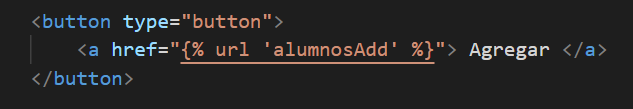 <button type="button">
<a href="{% url 'alumnosAdd' %}"> Agregar </a>
</button>